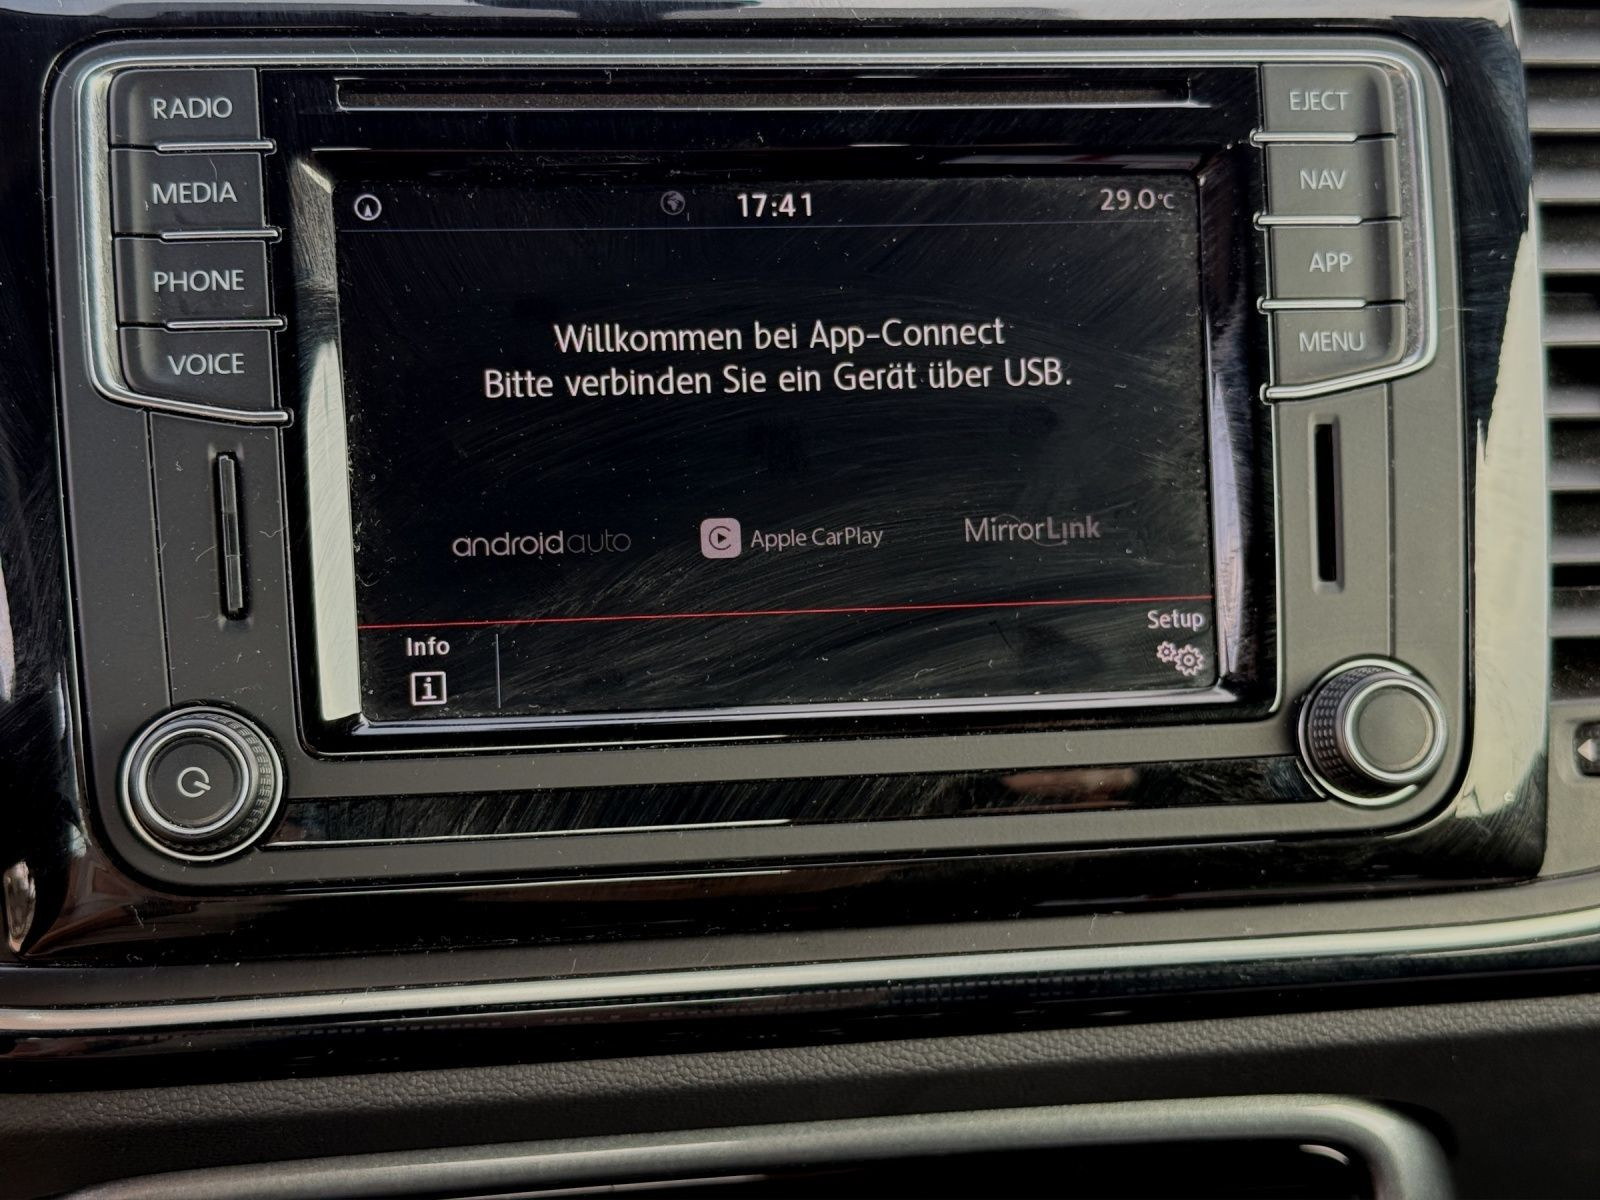 RADIO
MEDIA
PHONE
VOICE
EJECT
NAV
APP
MENU
17:41
29.0°C
Willkommen bei App-Connect
Bitte verbinden Sie ein Gerät über USB.
androidauto
Apple CarPlay
MirrorLink
Info
Setup